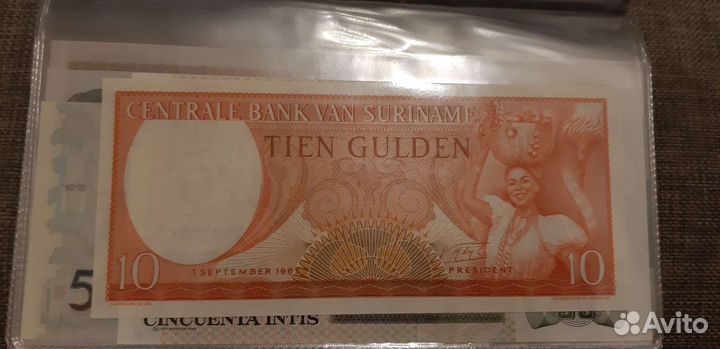 CENTRALE BANK VAN SURINAME
TIEN GULDEN
10
1 SEPTEMBER 1963
PRESIDENT
10
5
CINCUENTA INTIS
Avito